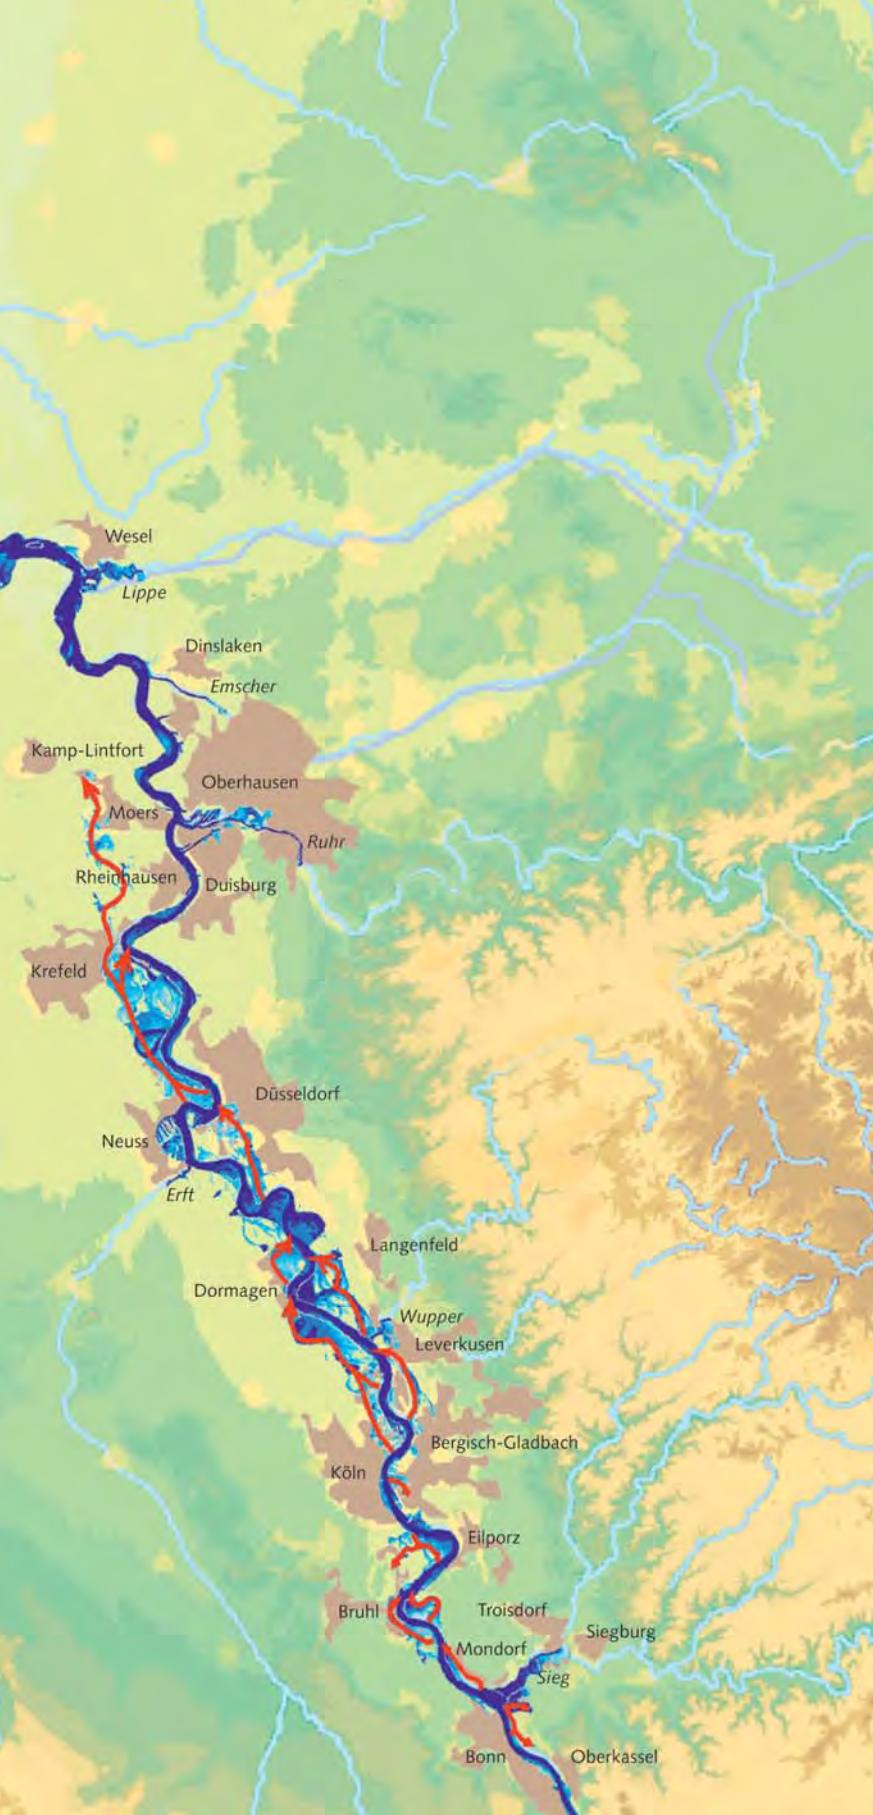 Wesel
Lippe
Dinslaken
Emscher
Kamp-Lintfort
Oberhausen
Moers
Ruhr
Rheinhausen
Duisburg
Krefeld
Düsseldorf
Neuss
Erft
Langenfeld
Dormagen
Wupper
Leverkusen
Bergisch-Gladbach
Köln
Eilporz
Bruhl
Troisdorf
Siegburg
Mondorf
Sieg
Bonn
Oberkassel